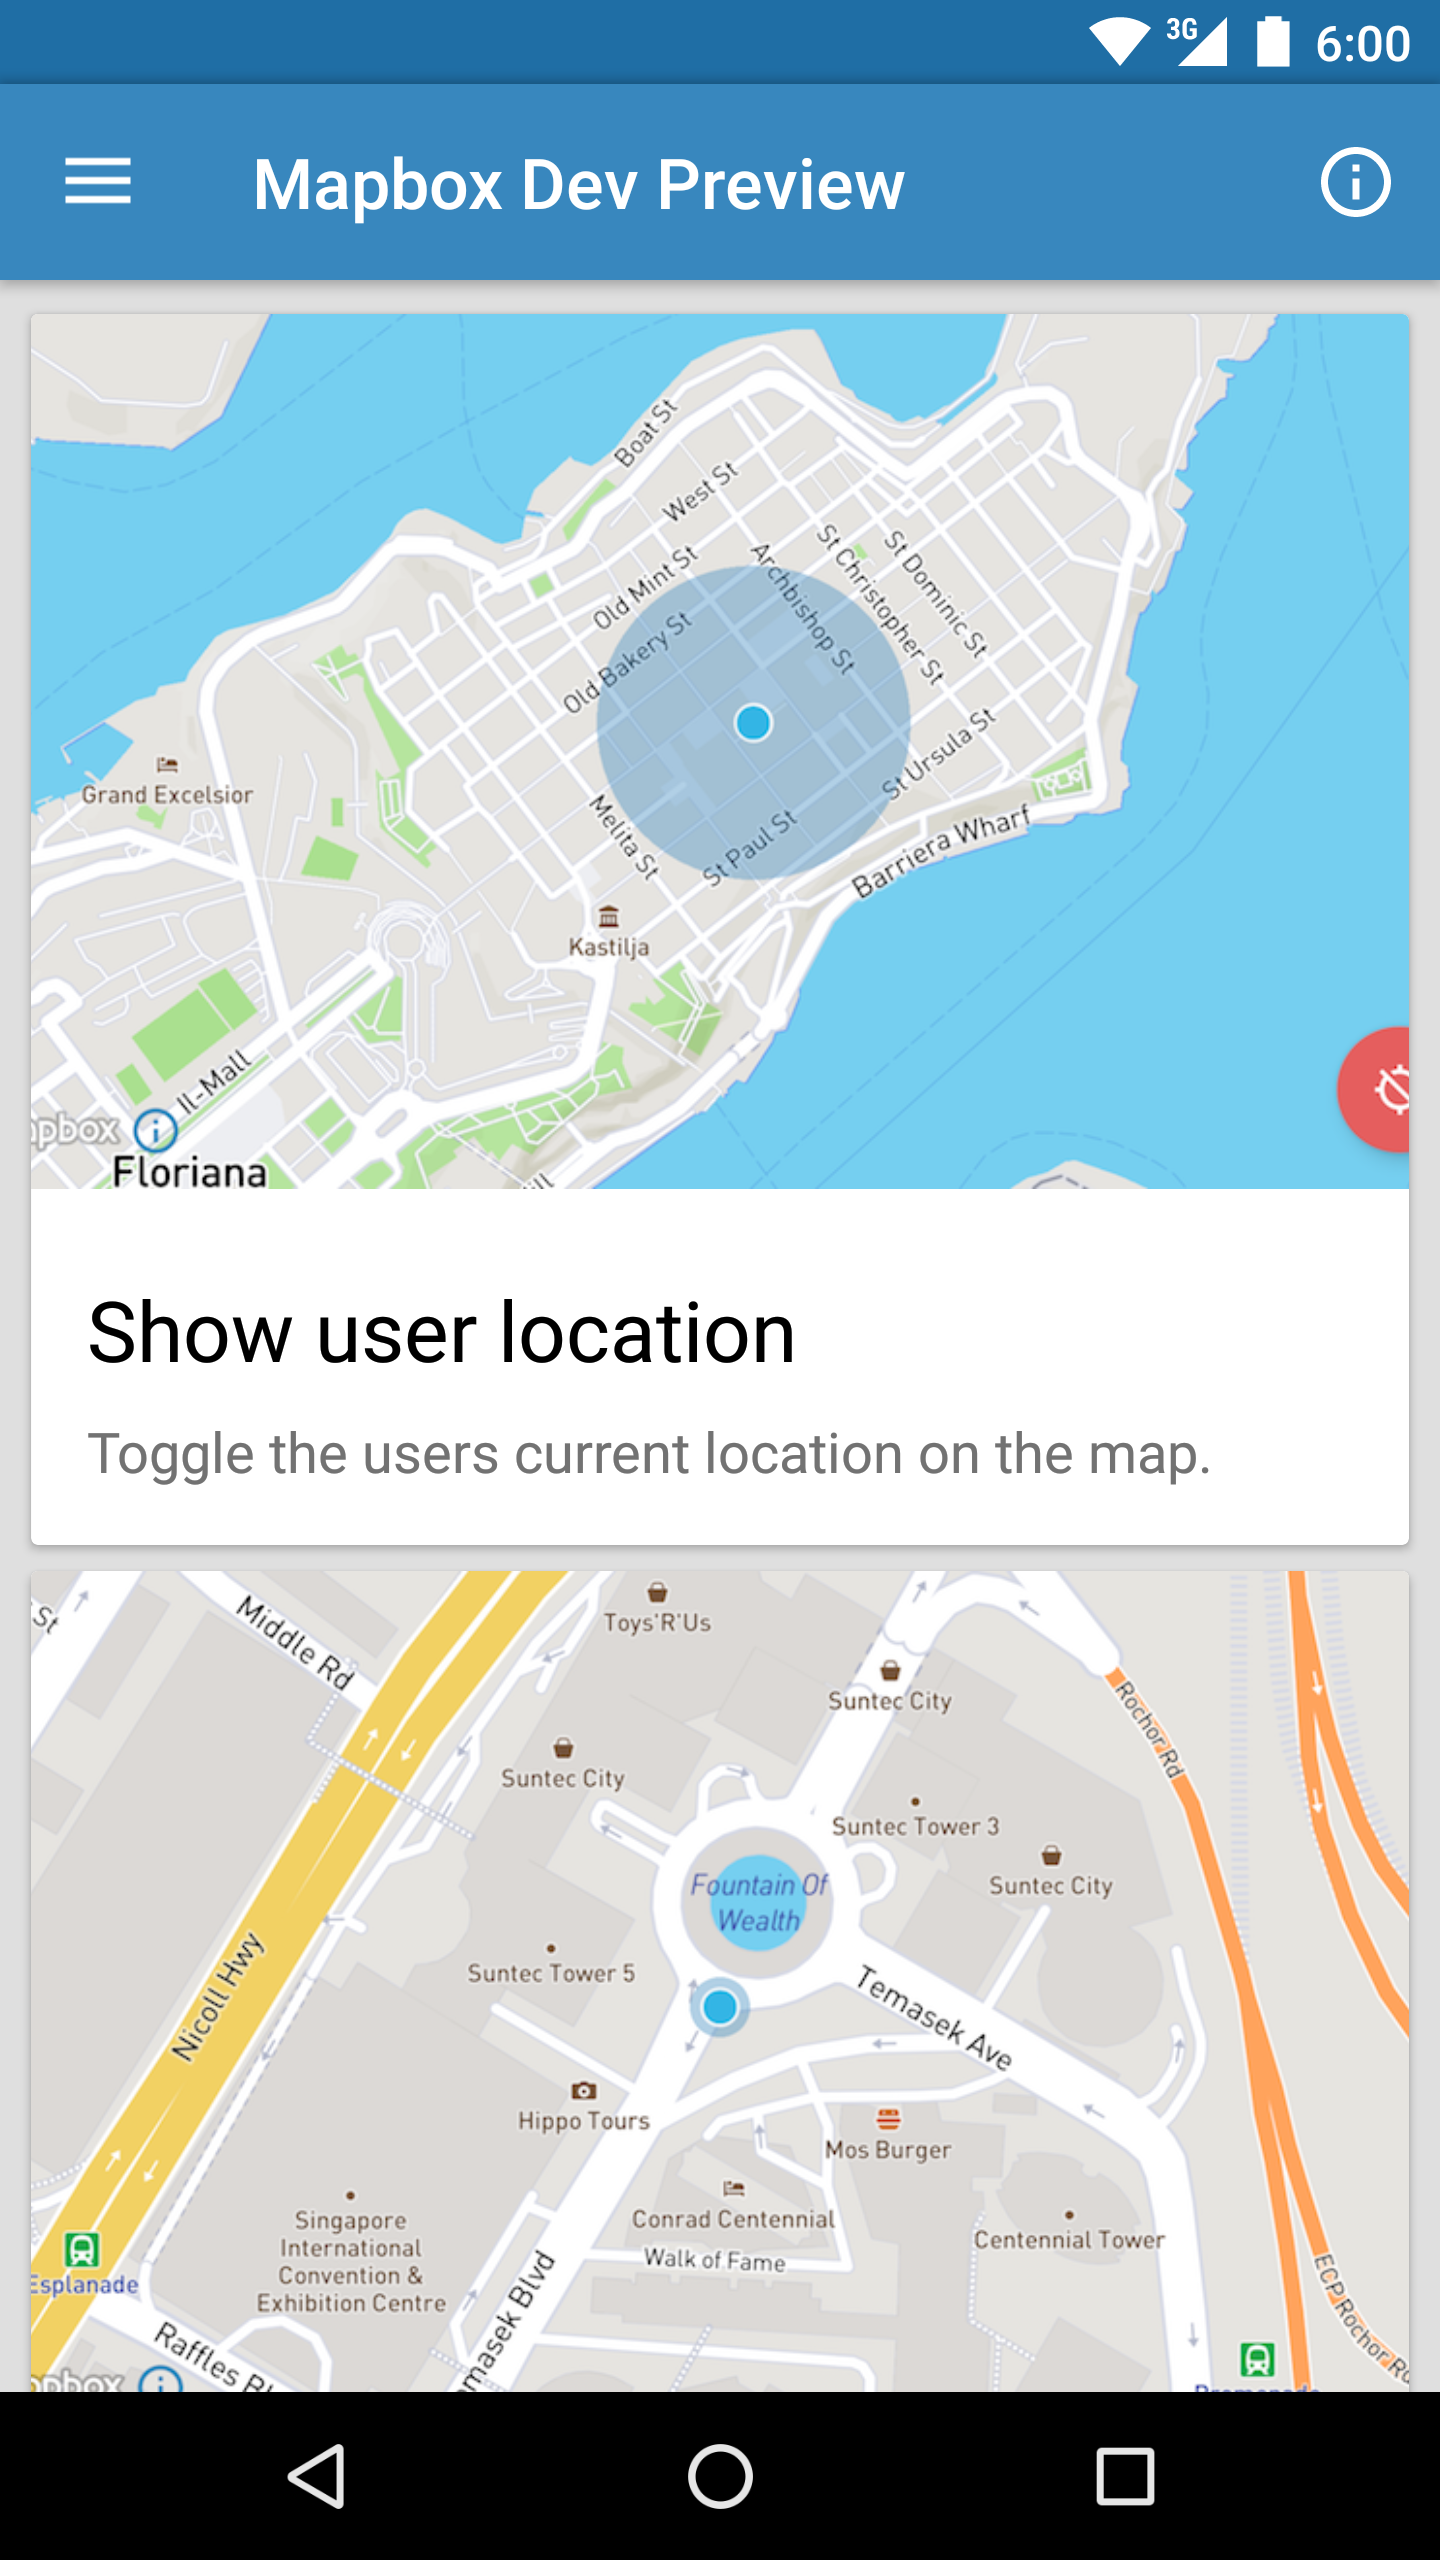 3G 6:00
Mapbox Dev Preview
Boat St
West St
Old Mint St
Archbishop St
St Christopher St
St Dominic St
Old Bakery St
St Ursula St
Grand Excelsior
Melita St
St Paul St
Barriera Wharf
Kastilja
Il-Mall
apbox
Floriana
Show user location
Toggle the users current location on the map.
St
Middle Rd
Toys'R'Us
Suntec City
Rochor Rd
Suntec City
Suntec Tower 3
Suntec City
Fountain Of
Wealth
Nicoll Hwy
Suntec Tower 5
Temasek Ave
Hippo Tours
Mos Burger
Singapore
International
Convention &
Exhibition Centre
Conrad Centennial
Centennial Tower
Walk of Fame
Esplanade
masek Blvd
ECP Rochor Rd
Raffles Bl
apbox